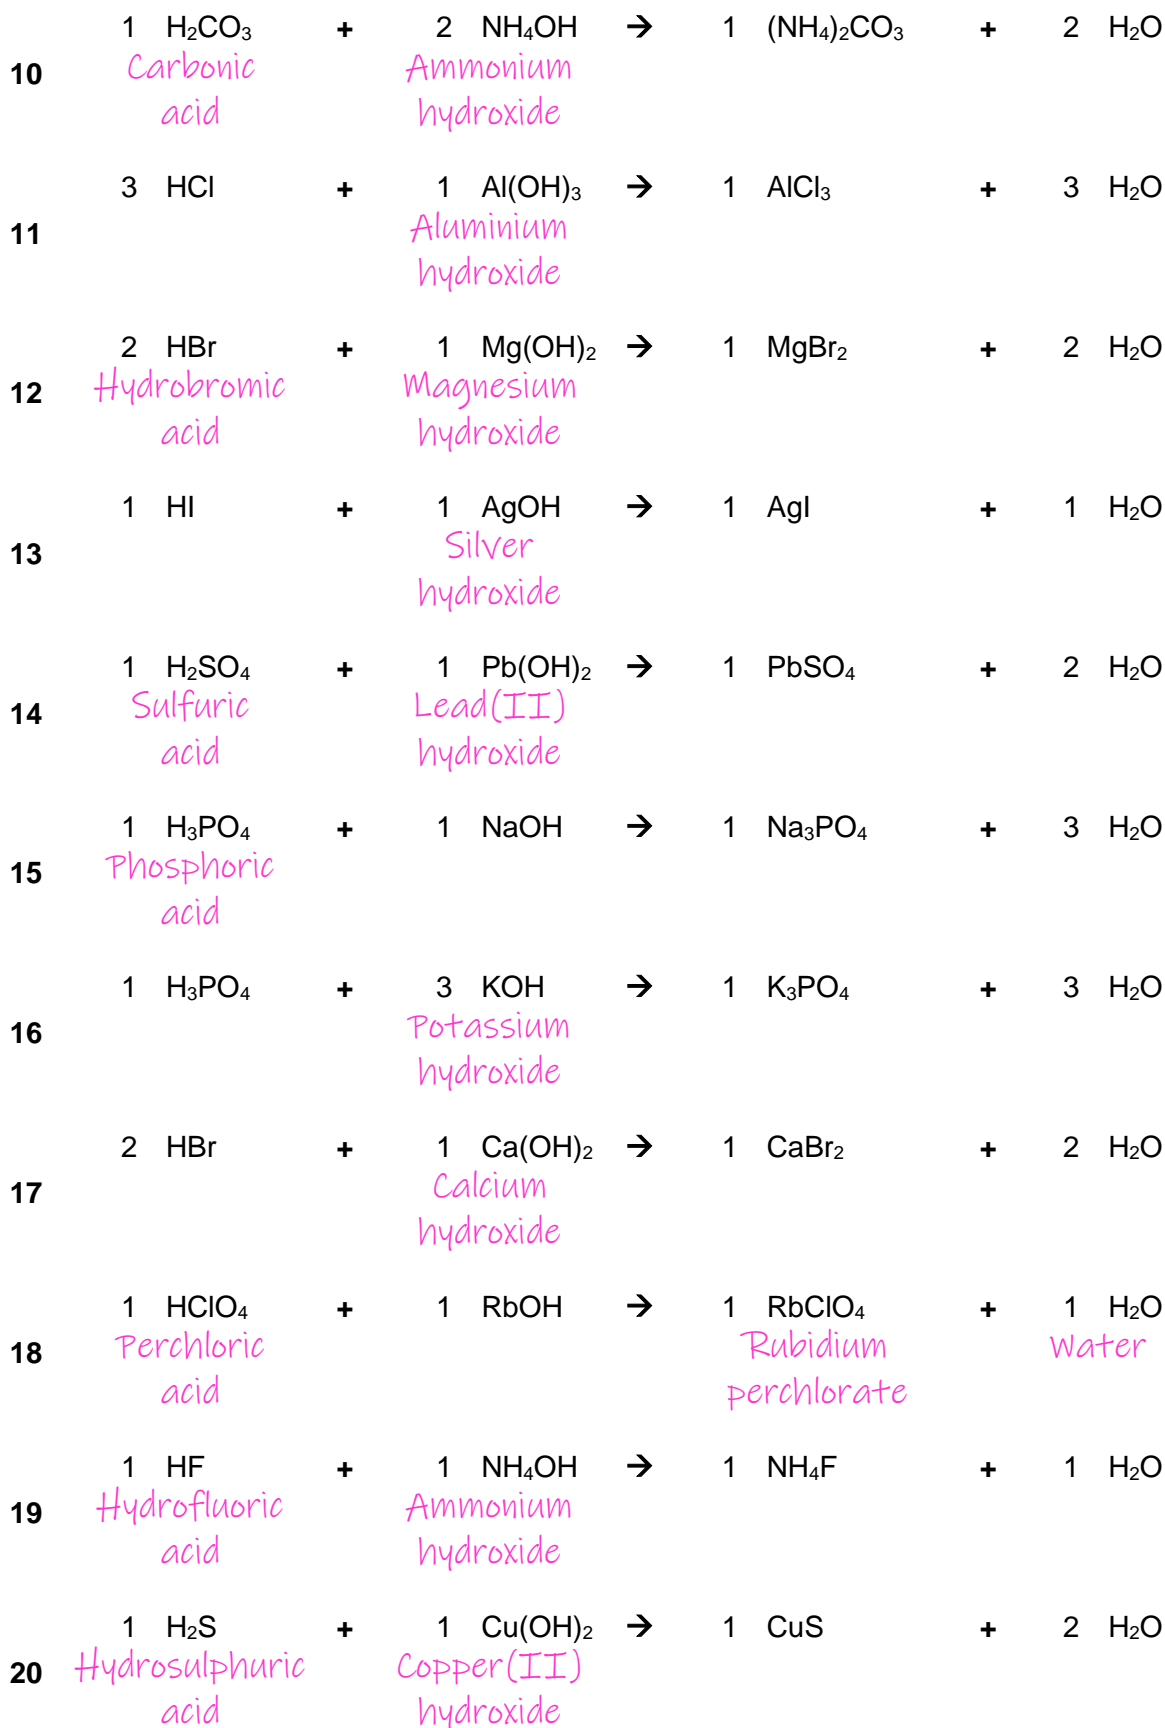 1 H₂CO₃ + 2 NH₄OH → 1 (NH₄)₂CO₃ + 2 H₂O
10 Carbonic Ammonium
acid hydroxide
3 HCl + 1 Al(OH)₃ → 1 AlCl₃ + 3 H₂O
11 Aluminium
hydroxide
2 HBr + 1 Mg(OH)₂ → 1 MgBr₂ + 2 H₂O
12 Hydrobromic Magnesium
acid hydroxide
1 HI + 1 AgOH → 1 AgI + 1 H₂O
13 Silver
hydroxide
1 H₂SO₄ + 1 Pb(OH)₂ → 1 PbSO₄ + 2 H₂O
14 Sulfuric Lead(II)
acid hydroxide
1 H₃PO₄ + 1 NaOH → 1 Na₃PO₄ + 3 H₂O
15 Phosphoric
acid
1 H₃PO₄ + 3 KOH → 1 K₃PO₄ + 3 H₂O
16 Potassium
hydroxide
2 HBr + 1 Ca(OH)₂ → 1 CaBr₂ + 2 H₂O
17 Calcium
hydroxide
1 HClO₄ + 1 RbOH → 1 RbClO₄ + 1 H₂O
18 Perchloric Rubidium Water
acid perchlorate
1 HF + 1 NH₄OH → 1 NH₄F + 1 H₂O
19 Hydrofluoric Ammonium
acid hydroxide
1 H₂S + 1 Cu(OH)₂ → 1 CuS + 2 H₂O
20 Hydrosulphuric Copper(II)
acid hydroxide